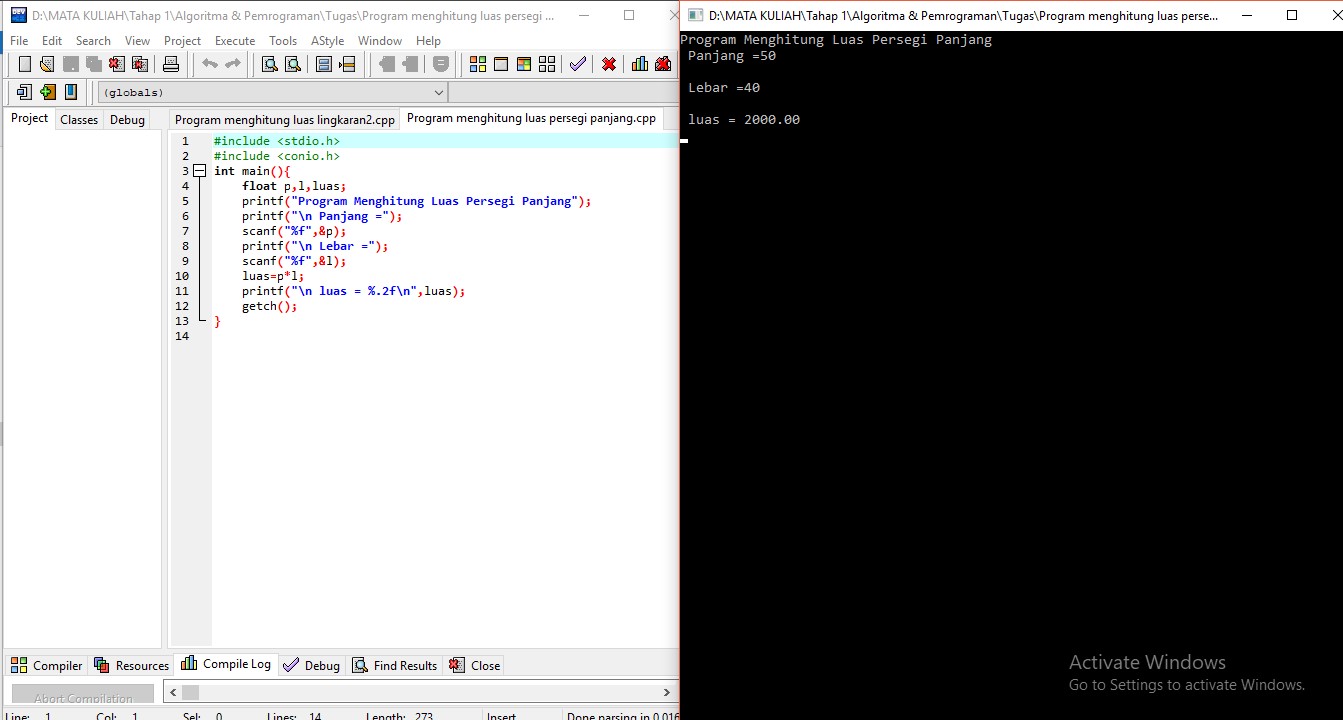 D:\MATA KULIAH\Tahap 1\Algoritma & Pemrograman\Tugas\Program menghitung luas persegi ...
File Edit Search View Project Execute Tools AStyle Window Help
(globals)
Project Classes Debug
Program menghitung luas lingkaran2.cpp Program menghitung luas persegi panjang.cpp
1 #include <stdio.h>
2 #include <conio.h>
3 int main(){
4 float p,l,luas;
5 printf("Program Menghitung Luas Persegi Panjang");
6 printf("\n Panjang =");
7 scanf("%f",&p);
8 printf("\n Lebar =");
9 scanf("%f",&l);
10 luas=p*l;
11 printf("\n luas = %.2f\n",luas);
12 getch();
13 }
14
Compiler Resources Compile Log Debug Find Results Close
Abort Compilation
Line: 1 Col: 1 Sel: 0 Lines: 14 Length: 273 Insert Done parsing in 0.016
D:\MATA KULIAH\Tahap 1\Algoritma & Pemrograman\Tugas\Program menghitung luas perse...
Program Menghitung Luas Persegi Panjang
Panjang =50
Lebar =40
luas = 2000.00
Activate Windows
Go to Settings to activate Windows.